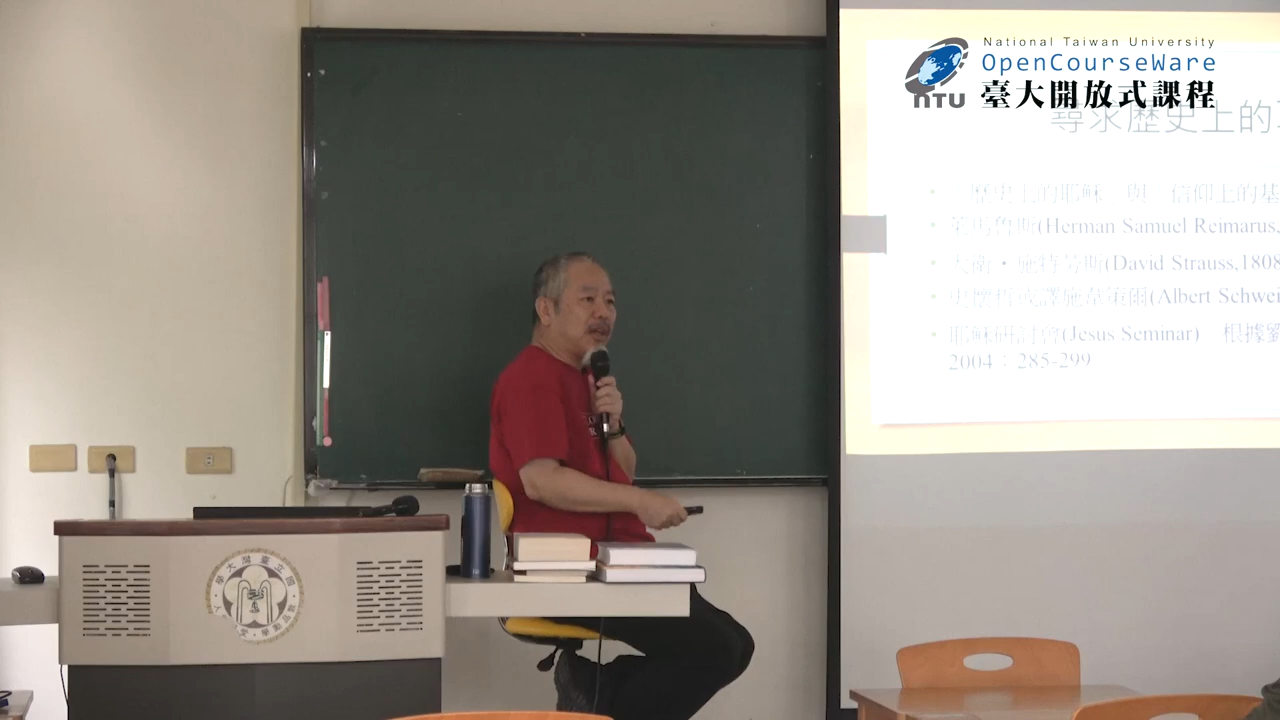 National Taiwan University
OpenCourseWare
NTU 臺大開放式課程
尋求歷史上的
• 歷史上的耶穌 與 信仰上的基
• 萊馬魯斯(Herman Samuel Reimarus,
• 大衛·施特勞斯(David Strauss,1808
• 史懷哲或譯施韋策爾(Albert Schwei
• 耶穌研討會(Jesus Seminar) 根據劉
2004：285-299